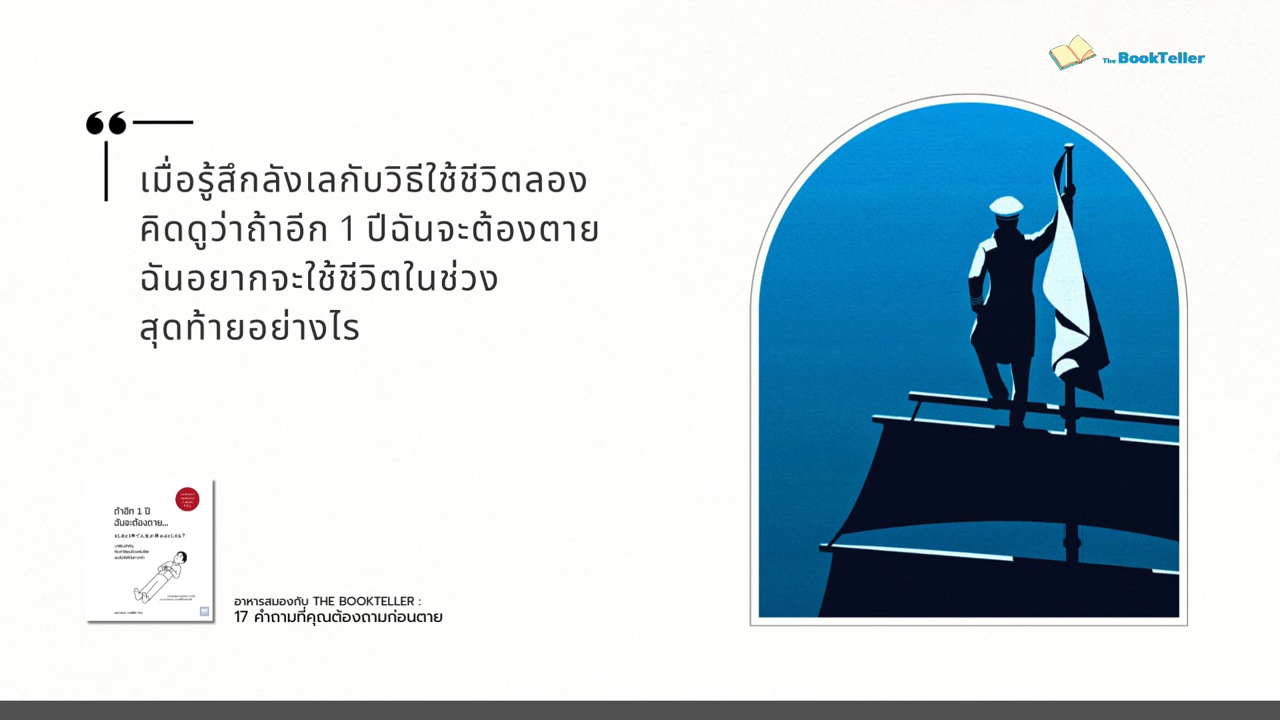 The BookTeller
เมื่อรู้สึกลังเลกับวิธีใช้ชีวิตลอง
คิดดูว่าถ้าอีก 1 ปีฉันจะต้องตาย
ฉันอยากจะใช้ชีวิตในช่วง
สุดท้ายอย่างไร
ถ้าอีก 1 ปี
ฉันจะต้องตาย...
อาหารสมองกับ THE BOOKTELLER :
17 คำถามที่คุณต้องถามก่อนตาย